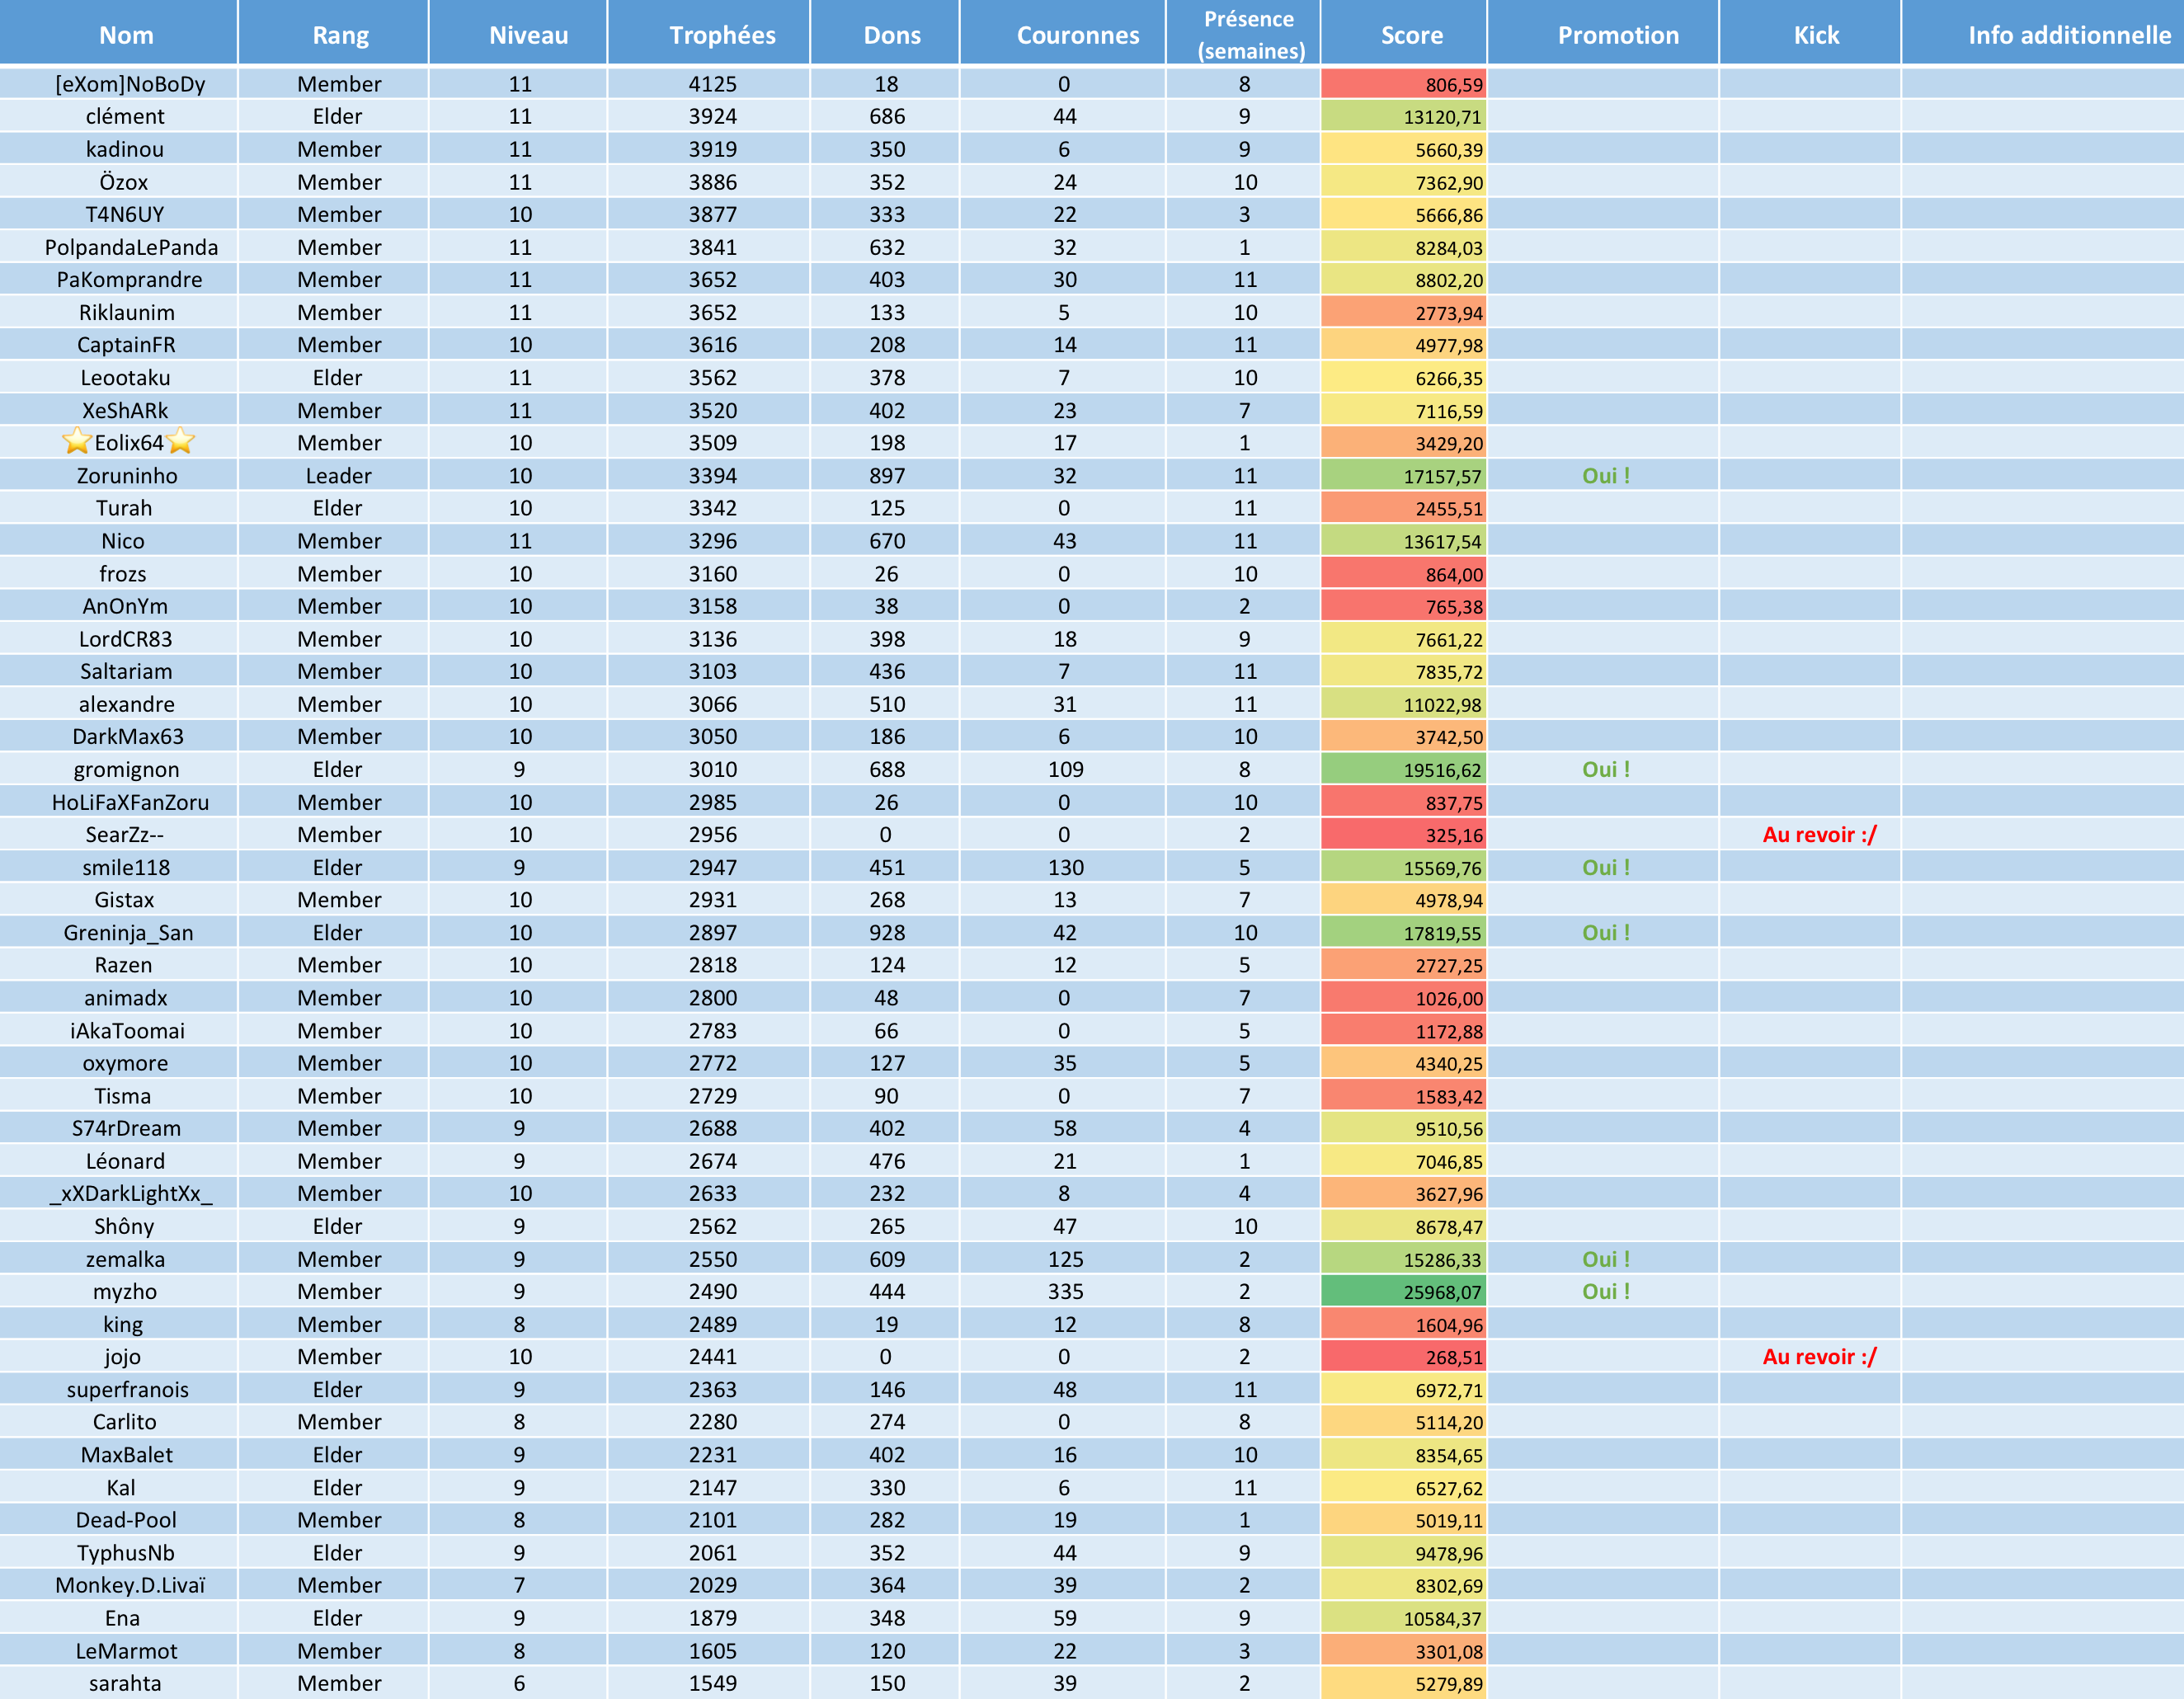 Nom Rang Niveau Trophées Dons Couronnes Présence (semaines) Score Promotion Kick Info additionnelle
[eXom]NoBoDy Member 11 4125 18 0 8 806,59
clément Elder 11 3924 686 44 9 13120,71
kadinou Member 11 3919 350 6 9 5660,39
Özox Member 11 3886 352 24 10 7362,90
T4N6UY Member 10 3877 333 22 3 5666,86
PolpandaLePanda Member 11 3841 632 32 1 8284,03
PaKomprandre Member 11 3652 403 30 11 8802,20
Riklaunim Member 11 3652 133 5 10 2773,94
CaptainFR Member 10 3616 208 14 11 4977,98
Leootaku Elder 11 3562 378 7 10 6266,35
XeShARk Member 11 3520 402 23 7 7116,59
⭐Eolix64⭐ Member 10 3509 198 17 1 3429,20
Zoruninho Leader 10 3394 897 32 11 17157,57 Oui !
Turah Elder 10 3342 125 0 11 2455,51
Nico Member 11 3296 670 43 11 13617,54
frozs Member 10 3160 26 0 10 864,00
AnOnYm Member 10 3158 38 0 2 765,38
LordCR83 Member 10 3136 398 18 9 7661,22
Saltariam Member 10 3103 436 7 11 7835,72
alexandre Member 10 3066 510 31 11 11022,98
DarkMax63 Member 10 3050 186 6 10 3742,50
gromignon Elder 9 3010 688 109 8 19516,62 Oui !
HoLiFaXFanZoru Member 10 2985 26 0 10 837,75
SearZz-- Member 10 2956 0 0 2 325,16 Au revoir :/
smile118 Elder 9 2947 451 130 5 15569,76 Oui !
Gistax Member 10 2931 268 13 7 4978,94
Greninja_San Elder 10 2897 928 42 10 17819,55 Oui !
Razen Member 10 2818 124 12 5 2727,25
animadx Member 10 2800 48 0 7 1026,00
iAkaToomai Member 10 2783 66 0 5 1172,88
oxymore Member 10 2772 127 35 5 4340,25
Tisma Member 10 2729 90 0 7 1583,42
S74rDream Member 9 2688 402 58 4 9510,56
Léonard Member 9 2674 476 21 1 7046,85
_xXDarkLightXx_ Member 10 2633 232 8 4 3627,96
Shôny Elder 9 2562 265 47 10 8678,47
zemalka Member 9 2550 609 125 2 15286,33 Oui !
myzho Member 9 2490 444 335 2 25968,07 Oui !
king Member 8 2489 19 12 8 1604,96
jojo Member 10 2441 0 0 2 268,51 Au revoir :/
superfranois Elder 9 2363 146 48 11 6972,71
Carlito Member 8 2280 274 0 8 5114,20
MaxBalet Elder 9 2231 402 16 10 8354,65
Kal Elder 9 2147 330 6 11 6527,62
Dead-Pool Member 8 2101 282 19 1 5019,11
TyphusNb Elder 9 2061 352 44 9 9478,96
Monkey.D.Livaï Member 7 2029 364 39 2 8302,69
Ena Elder 9 1879 348 59 9 10584,37
LeMarmot Member 8 1605 120 22 3 3301,08
sarahta Member 6 1549 150 39 2 5279,89